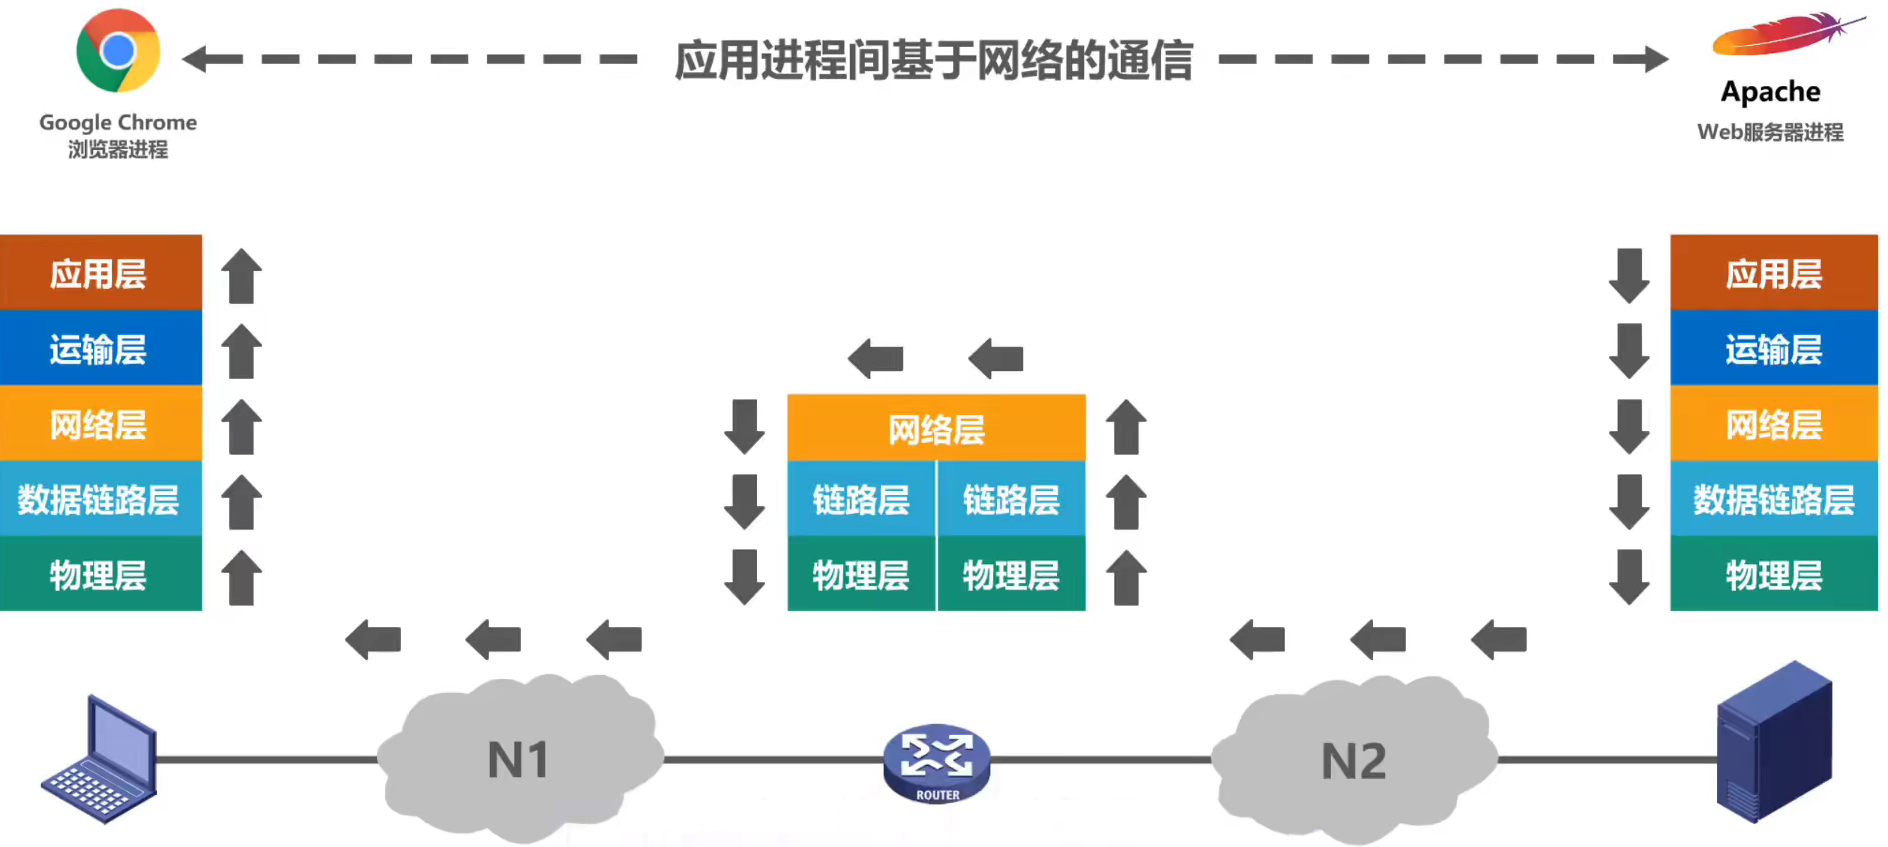 应用进程间基于网络的通信
Google Chrome
浏览器进程
Apache
Web服务器进程
应用层
运输层
网络层
数据链路层
物理层
网络层
链路层 链路层
物理层 物理层
应用层
运输层
网络层
数据链路层
物理层
N1
ROUTER
N2